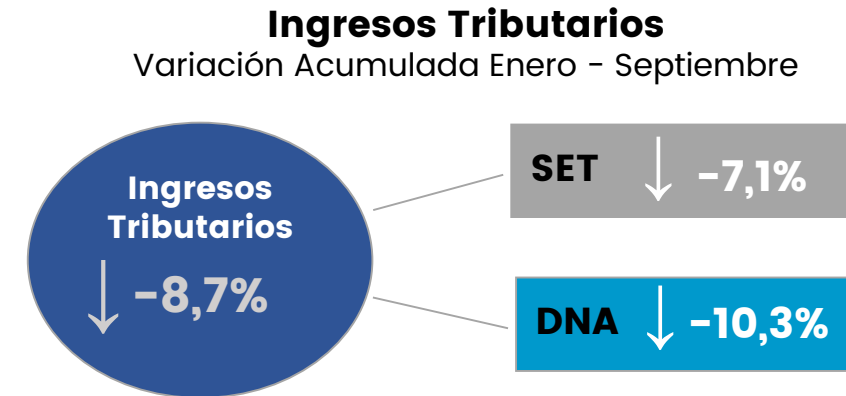 Ingresos Tributarios
Variación Acumulada Enero - Septiembre
Ingresos
Tributarios
-8,7%
SET -7,1%
DNA -10,3%